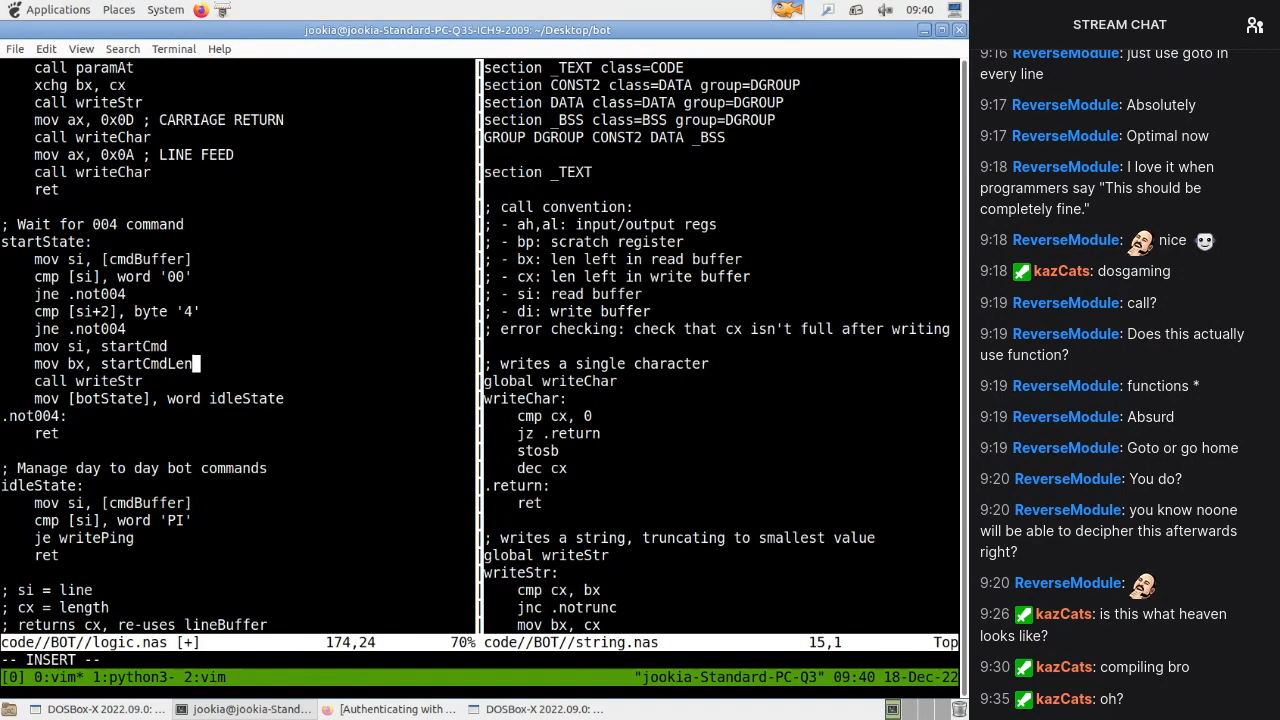 Applications Places System 09:40
jookia@jookia-Standard-PC-Q35-ICH9-2009: ~/Desktop/bot
File Edit View Search Terminal Help
    call paramAt
    xchg bx, cx
    call writeStr
    mov ax, 0x0D ; CARRIAGE RETURN
    call writeChar
    mov ax, 0x0A ; LINE FEED
    call writeChar
    ret
; Wait for 004 command
startState:
    mov si, [cmdBuffer]
    cmp [si], word '00'
    jne .not004
    cmp [si+2], byte '4'
    jne .not004
    mov si, startCmd
    mov bx, startCmdLen
    call writeStr
    mov [botState], word idleState
.not004:
    ret
; Manage day to day bot commands
idleState:
    mov si, [cmdBuffer]
    cmp [si], word 'PI'
    je writePing
    ret
; si = line
; cx = length
; returns cx, re-uses lineBuffer
code//BOT//logic.nas [+] 174,24 70%
section _TEXT class=CODE
section CONST2 class=DATA group=DGROUP
section DATA class=DATA group=DGROUP
section _BSS class=BSS group=DGROUP
GROUP DGROUP CONST2 DATA _BSS
section _TEXT
; call convention:
; - ah,al: input/output regs
; - bp: scratch register
; - bx: len left in read buffer
; - cx: len left in write buffer
; - si: read buffer
; - di: write buffer
; error checking: check that cx isn't full after writing
; writes a single character
global writeChar
writeChar:
    cmp cx, 0
    jz .return
    stosb
    dec cx
.return:
    ret
; writes a string, truncating to smallest value
global writeStr
writeStr:
    cmp cx, bx
    jnc .notrunc
    mov bx, cx
code//BOT//string.nas 15,1 Top
-- INSERT --
[0] 0:vim* 1:python3- 2:vim "jookia-Standard-PC-Q3" 09:40 18-Dec-22
DOSBox-X 2022.09.0: ... jookia@jookia-Stand... [Authenticating with ... DOSBox-X 2022.09.0: ...
STREAM CHAT
9:16 ReverseModule: just use goto in
every line
9:17 ReverseModule: Absolutely
9:17 ReverseModule: Optimal now
9:18 ReverseModule: I love it when
programmers say "This should be
completely fine."
9:18 ReverseModule: nice
9:18 kazCats: dosgaming
9:19 ReverseModule: call?
9:19 ReverseModule: Does this actually
use function?
9:19 ReverseModule: functions *
9:19 ReverseModule: Absurd
9:19 ReverseModule: Goto or go home
9:20 ReverseModule: You do?
9:20 ReverseModule: you know noone
will be able to decipher this afterwards
right?
9:20 ReverseModule:
9:26 kazCats: is this what heaven
looks like?
9:30 kazCats: compiling bro
9:35 kazCats: oh?